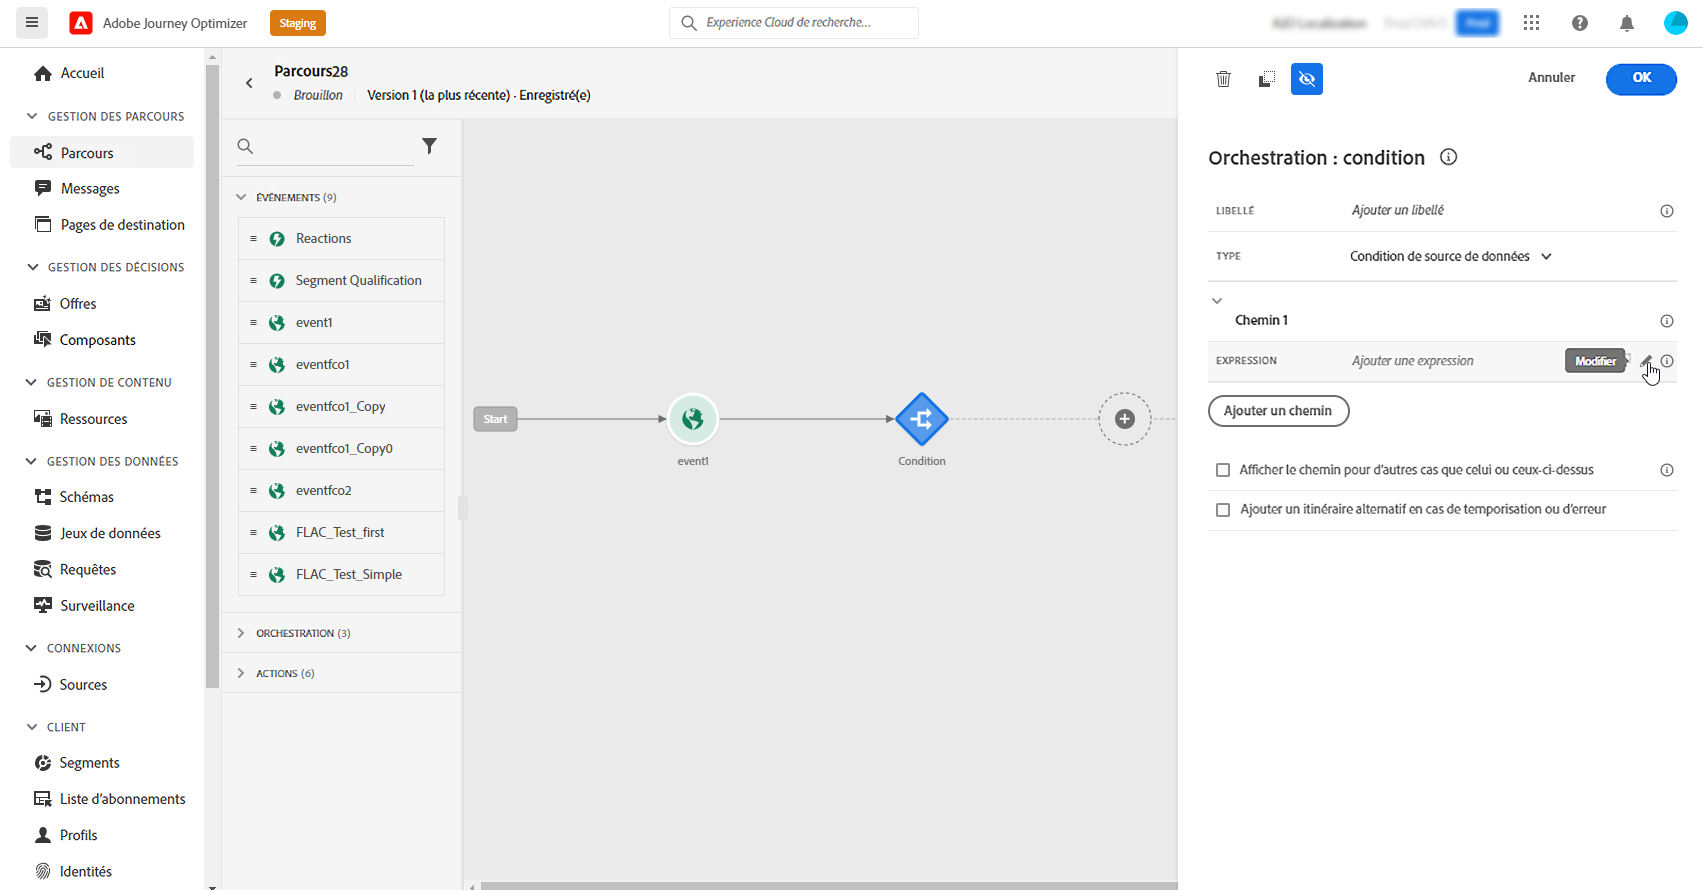 Adobe Journey Optimizer
Staging
Experience Cloud de recherche...
Accueil
GESTION DES PARCOURS
Parcours
Messages
Pages de destination
GESTION DES DÉCISIONS
Offres
Composants
GESTION DE CONTENU
Ressources
GESTION DES DONNÉES
Schémas
Jeux de données
Requêtes
Surveillance
CONNEXIONS
Sources
CLIENT
Segments
Liste d'abonnements
Profils
Identités
Parcours28
Brouillon
Version 1 (la plus récente) · Enregistré(e)
ÉVÉNEMENTS (9)
Reactions
Segment Qualification
event1
eventfco1
eventfco1_Copy
eventfco1_Copy0
eventfco2
FLAC_Test_first
FLAC_Test_Simple
ORCHESTRATION (3)
ACTIONS (6)
Start
event1
Condition
Annuler
OK
Orchestration : condition
LIBELLÉ
Ajouter un libellé
TYPE
Condition de source de données
Chemin 1
EXPRESSION
Ajouter une expression
Modifier
Ajouter un chemin
Afficher le chemin pour d'autres cas que celui ou ceux-ci-dessus
Ajouter un itinéraire alternatif en cas de temporisation ou d'erreur